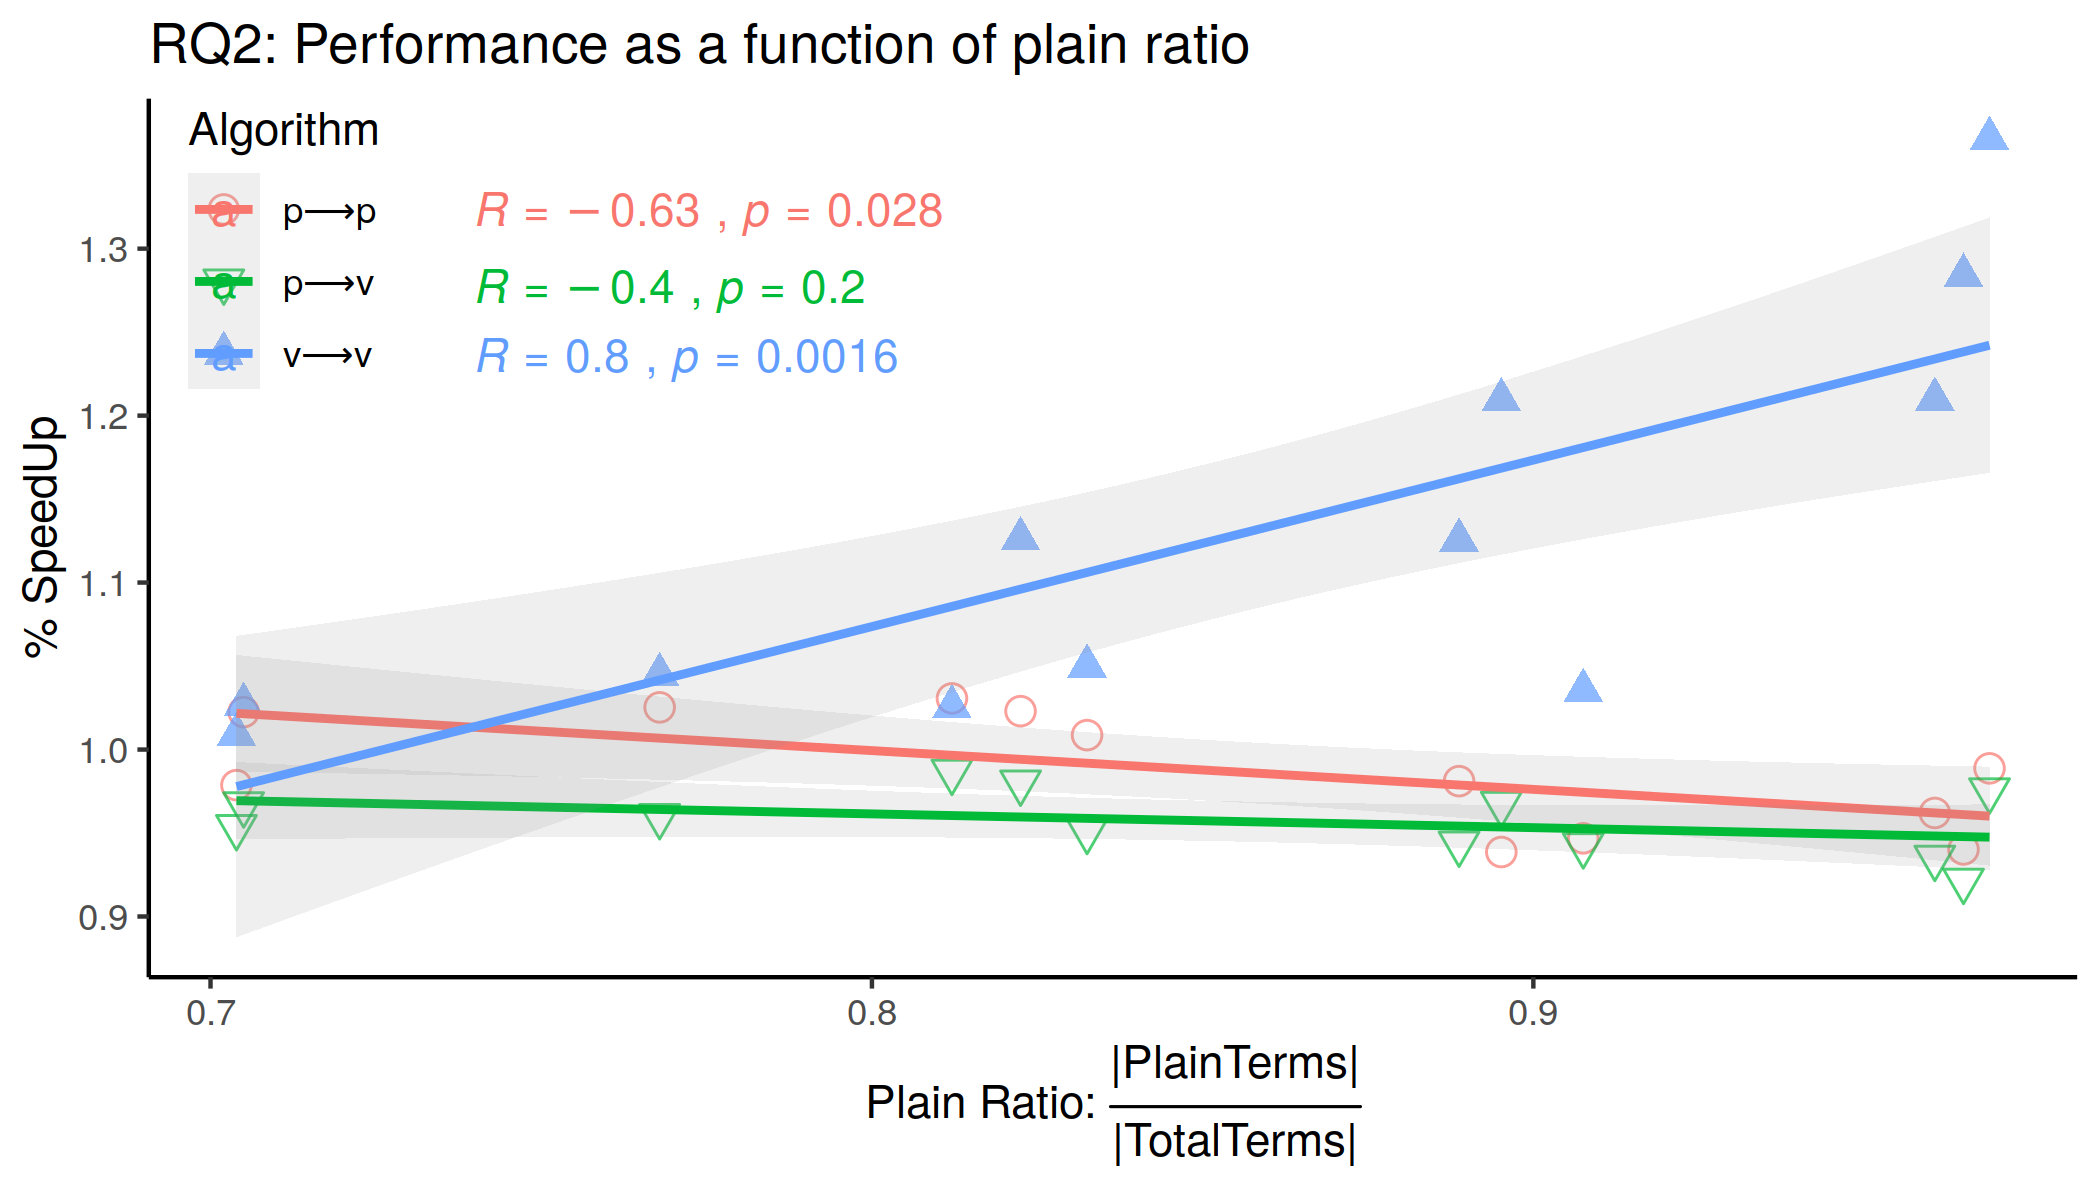 RQ2: Performance as a function of plain ratio
Algorithm
a p⟶p R = −0.63 , p = 0.028
a p⟶v R = −0.4 , p = 0.2
a v⟶v R = 0.8 , p = 0.0016
% SpeedUp
1.3
1.2
1.1
1.0
0.9
0.7 0.8 0.9
|PlainTerms|
Plain Ratio:
|TotalTerms|